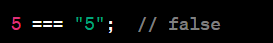 5 === "5";  // false